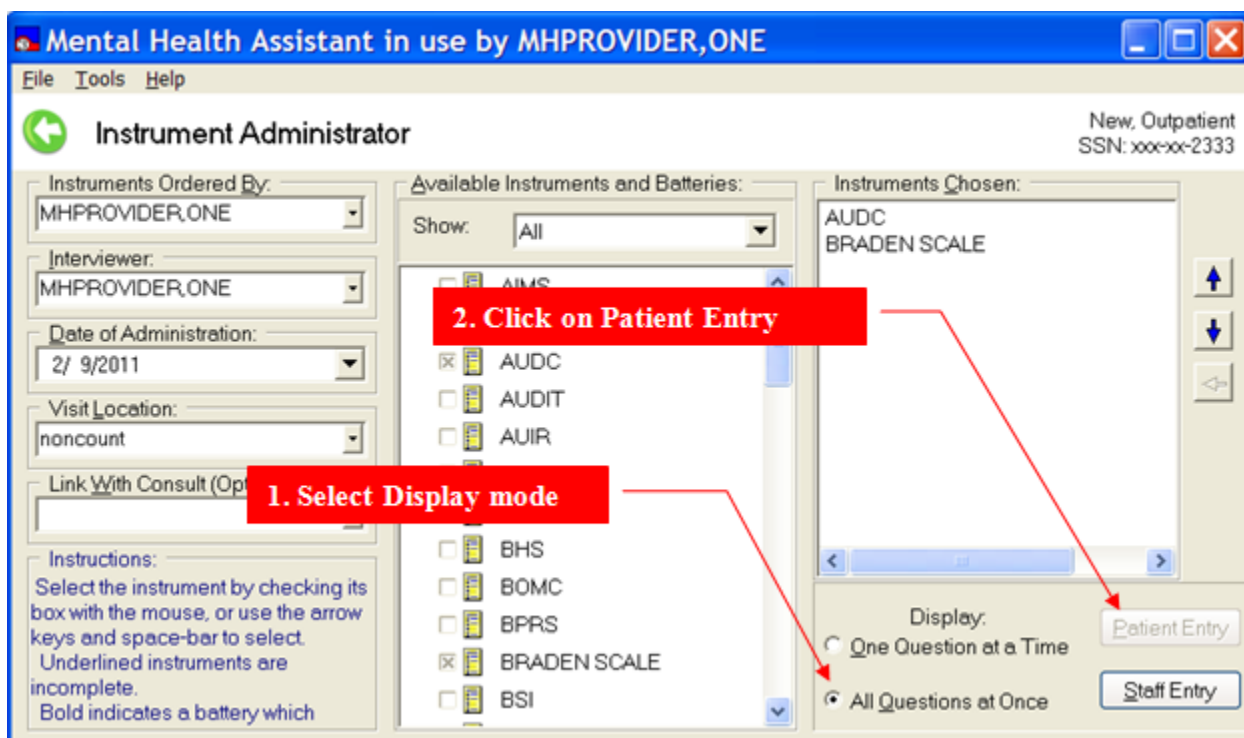 Mental Health Assistant in use by MHPROVIDER,ONE
File Tools Help
Instrument Administrator
New, Outpatient
SSN: xxx-xx-2333
Instruments Ordered By:
MHPROVIDER,ONE
Interviewer:
MHPROVIDER,ONE
Date of Administration:
2/ 9/2011
Visit Location:
noncount
Link With Consult (Opt
Instructions:
Select the instrument by checking its
box with the mouse, or use the arrow
keys and space-bar to select.
Underlined instruments are
incomplete.
Bold indicates a battery which
Available Instruments and Batteries:
Show: All
AIMS
AUDC
AUDIT
AUIR
BHS
BOMC
BPRS
BRADEN SCALE
BSI
2. Click on Patient Entry
1. Select Display mode
Instruments Chosen:
AUDC
BRADEN SCALE
Display:
One Question at a Time
All Questions at Once
Patient Entry
Staff Entry